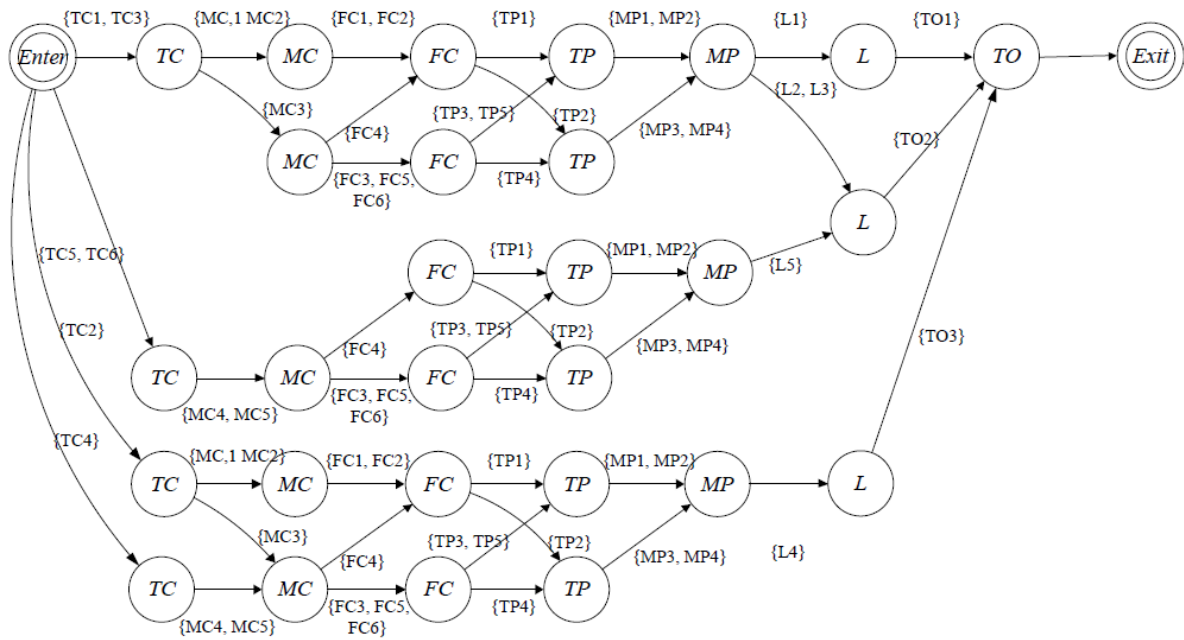 {TC1, TC3} {MC,1 MC2} {FC1, FC2} {TP1} {MP1, MP2} {L1} {TO1}
Enter TC MC FC TP MP L TO Exit
{L2, L3}
{MC3} {TP3, TP5} {TP2}
{FC4} {MP3, MP4}
{TO2}
MC FC TP
{FC3, FC5, {TP4}
FC6}
L
{TC5, TC6} {TP1} {MP1, MP2}
FC TP MP {L5}
{TO3}
{TC2} {TP3, TP5} {TP2}
{FC4} {MP3, MP4}
TC MC FC TP
{MC4, MC5} {FC3, FC5, {TP4}
FC6}
{TC4}
{MC,1 MC2} {FC1, FC2} {TP1} {MP1, MP2}
TC MC FC TP MP L
{MC3} {TP3, TP5} {TP2}
{FC4} {MP3, MP4} {L4}
TC MC FC TP
{MC4, MC5} {FC3, FC5, {TP4}
FC6}